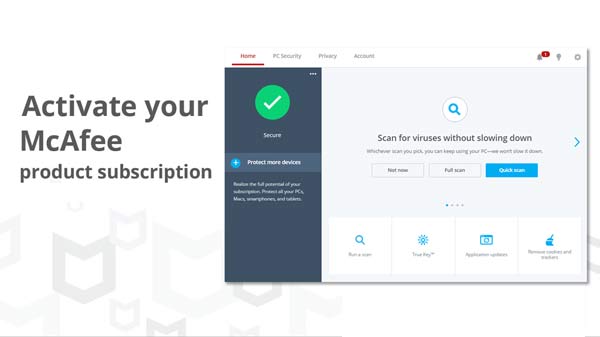 Activate your
McAfee
product subscription
Home PC Security Privacy Account
1
Secure
Protect more devices
Realize the full potential of your
subscription. Protect all your PCs,
Macs, smartphones, and tablets.
Scan for viruses without slowing down
Whichever scan you pick, you can keep using your PC—we won't slow it down.
Not now Full scan Quick scan
Run a scan
True Key™
Application updates
Remove cookies and
trackers